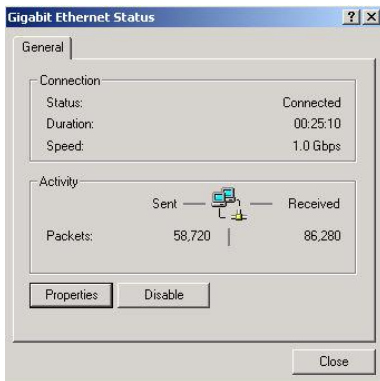 Gigabit Ethernet Status
General
Connection
Status: Connected
Duration: 00:25:10
Speed: 1.0 Gbps
Activity
Sent Received
Packets: 58,720 86,280
Properties Disable
Close